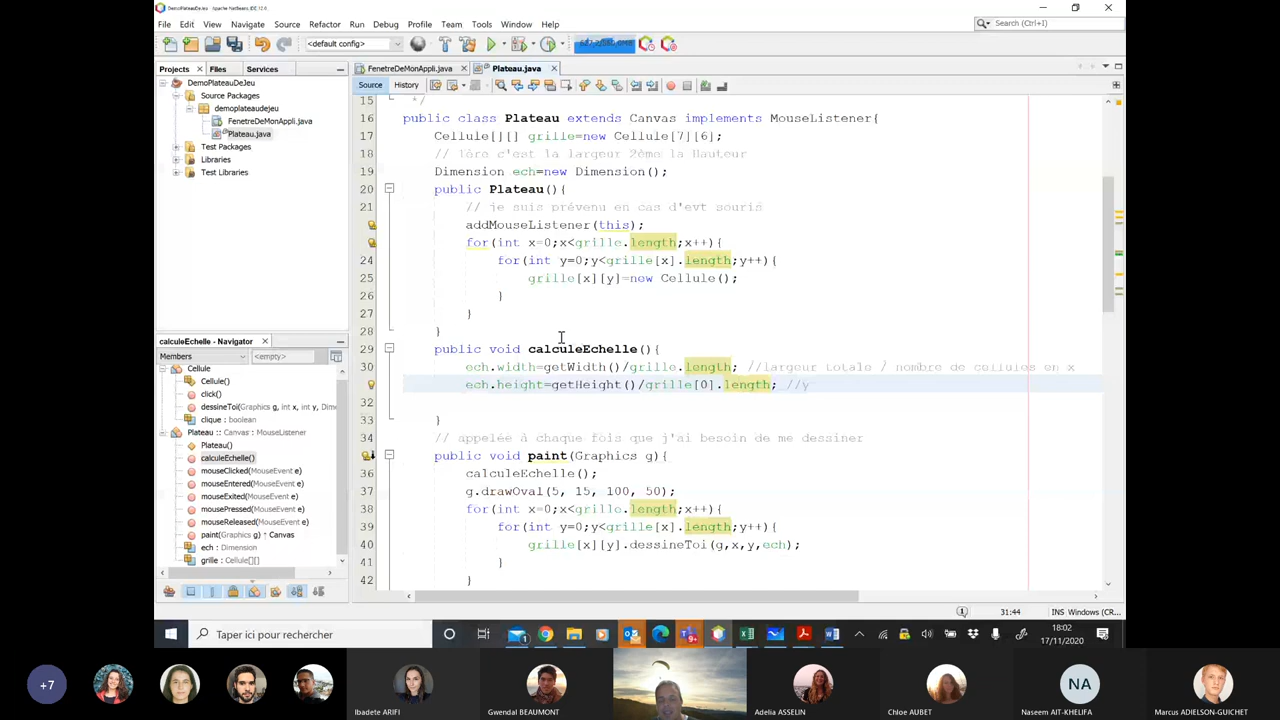 DemoPlateauDeJeu - Apache NetBeans IDE 12.0
File Edit View Navigate Source Refactor Run Debug Profile Team Tools Window Help
Search (Ctrl+I)
<default config>
Projects Files Services
FenetreDeMonAppli.java Plateau.java
DemoPlateauDeJeu
Source Packages
demoplateaudejeu
FenetreDeMonAppli.java
Plateau.java
Test Packages
Libraries
Test Libraries
Source History
15 */
16 public class Plateau extends Canvas implements MouseListener{
17 Cellule[][] grille=new Cellule[7][6];
18 // 1ère c'est la largeur 2ème la Hauteur
19 Dimension ech=new Dimension();
20 public Plateau(){
21 // je suis prévenu en cas d'evt souris
addMouseListener(this);
for(int x=0;x<grille.length;x++){
24 for(int y=0;y<grille[x].length;y++){
25 grille[x][y]=new Cellule();
26 }
27 }
28 }
29 public void calculeEchelle(){
30 ech.width=getWidth()/grille.length; //largeur totale / nombre de cellules en x
ech.height=getHeight()/grille[0].length; //y
32
33 }
34 // appelée à chaque fois que j'ai besoin de me dessiner
public void paint(Graphics g){
36 calculeEchelle();
37 g.drawOval(5, 15, 100, 50);
38 for(int x=0;x<grille.length;x++){
39 for(int y=0;y<grille[x].length;y++){
40 grille[x][y].dessineToi(g,x,y,ech);
41 }
42 }
calculeEchelle - Navigator
Members <empty>
Cellule
Cellule()
click()
dessineToi(Graphics g, int x, int y, Dime
clique : boolean
Plateau :: Canvas : MouseListener
Plateau()
calculeEchelle()
mouseClicked(MouseEvent e)
mouseEntered(MouseEvent e)
mouseExited(MouseEvent e)
mousePressed(MouseEvent e)
mouseReleased(MouseEvent e)
paint(Graphics g) ↑ Canvas
ech : Dimension
grille : Cellule[][]
1 31:44 INS Windows (CR...
Taper ici pour rechercher
18:02
17/11/2020
+7
Ibadete ARIFI
Gwendal BEAUMONT
Adelia ASSELIN
Chloe AUBET
NA
Naseem AIT-KHELIFA
Marcus ADIELSON-GUICHET